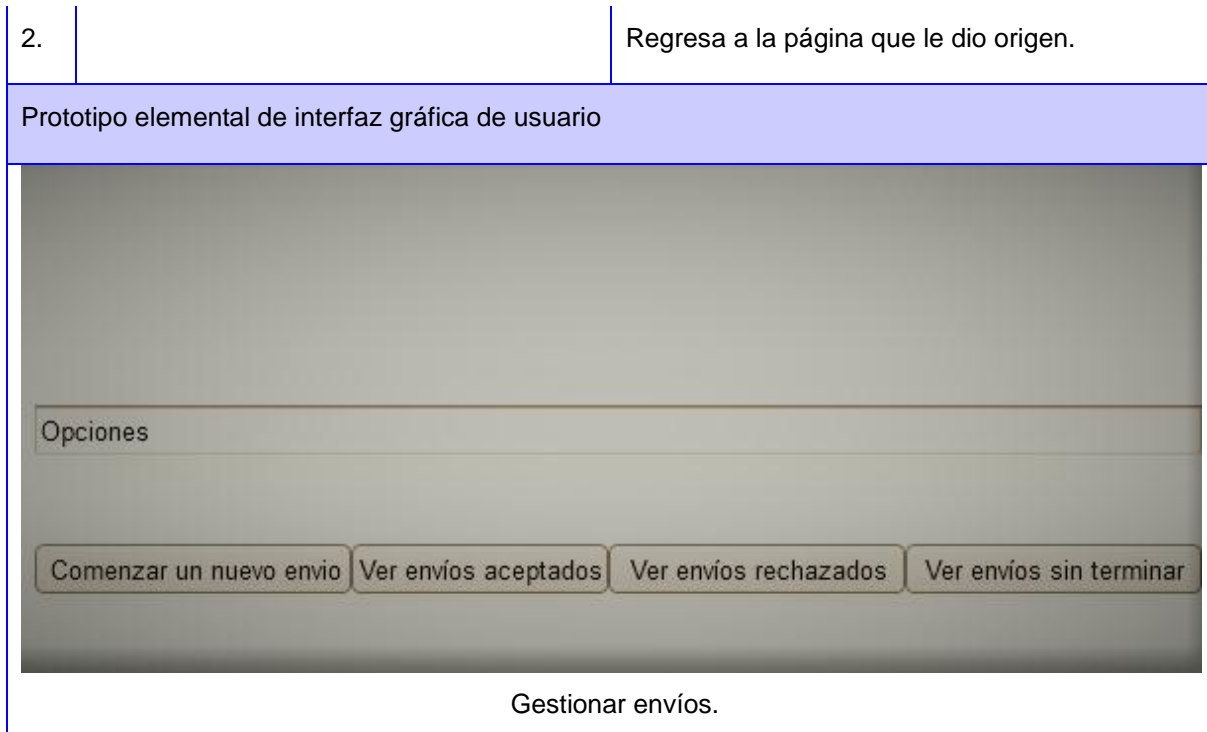 2. Regresa a la página que le dio origen.
Prototipo elemental de interfaz gráfica de usuario
Opciones
Comenzar un nuevo envio Ver envíos aceptados Ver envíos rechazados Ver envíos sin terminar
Gestionar envíos.